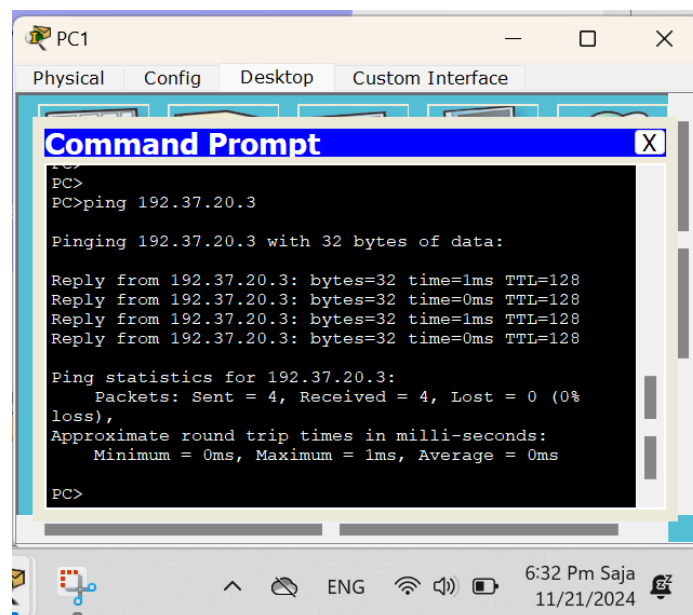 PC1
Physical Config Desktop Custom Interface
Command Prompt X
PC>
PC>
PC>ping 192.37.20.3
Pinging 192.37.20.3 with 32 bytes of data:
Reply from 192.37.20.3: bytes=32 time=1ms TTL=128
Reply from 192.37.20.3: bytes=32 time=0ms TTL=128
Reply from 192.37.20.3: bytes=32 time=1ms TTL=128
Reply from 192.37.20.3: bytes=32 time=0ms TTL=128
Ping statistics for 192.37.20.3:
Packets: Sent = 4, Received = 4, Lost = 0 (0%
loss),
Approximate round trip times in milli-seconds:
Minimum = 0ms, Maximum = 1ms, Average = 0ms
PC>
ENG
6:32 Pm Saja
11/21/2024